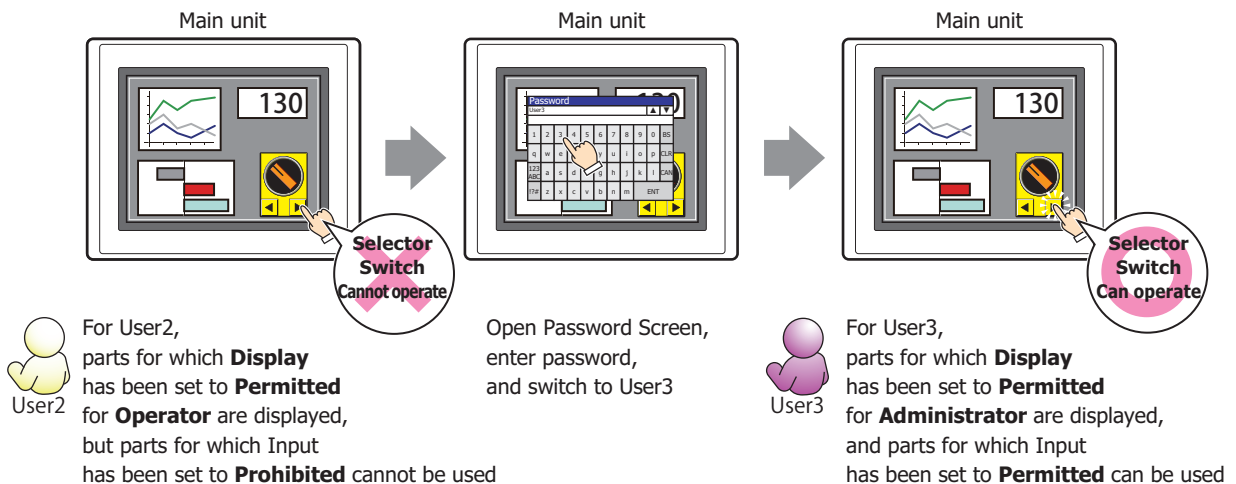 Main unit
130
Selector
Switch
Cannot operate
User2
For User2,
parts for which Display
has been set to Permitted
for Operator are displayed,
but parts for which Input
has been set to Prohibited cannot be used
Main unit
Password
User3
1 2 3 4 5 6 7 8 9 0 BS
q w e y u i o p CLR
123
ABC a s d g h j k l CAN
!?# z x c v b n m ENT
Open Password Screen,
enter password,
and switch to User3
Main unit
130
Selector
Switch
Can operate
User3
For User3,
parts for which Display
has been set to Permitted
for Administrator are displayed,
and parts for which Input
has been set to Permitted can be used